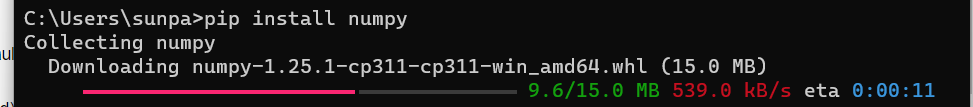 C:\Users\sunpa>pip install numpy
Collecting numpy
Downloading numpy-1.25.1-cp311-cp311-win_amd64.whl (15.0 MB)
9.6/15.0 MB 539.0 kB/s eta 0:00:11